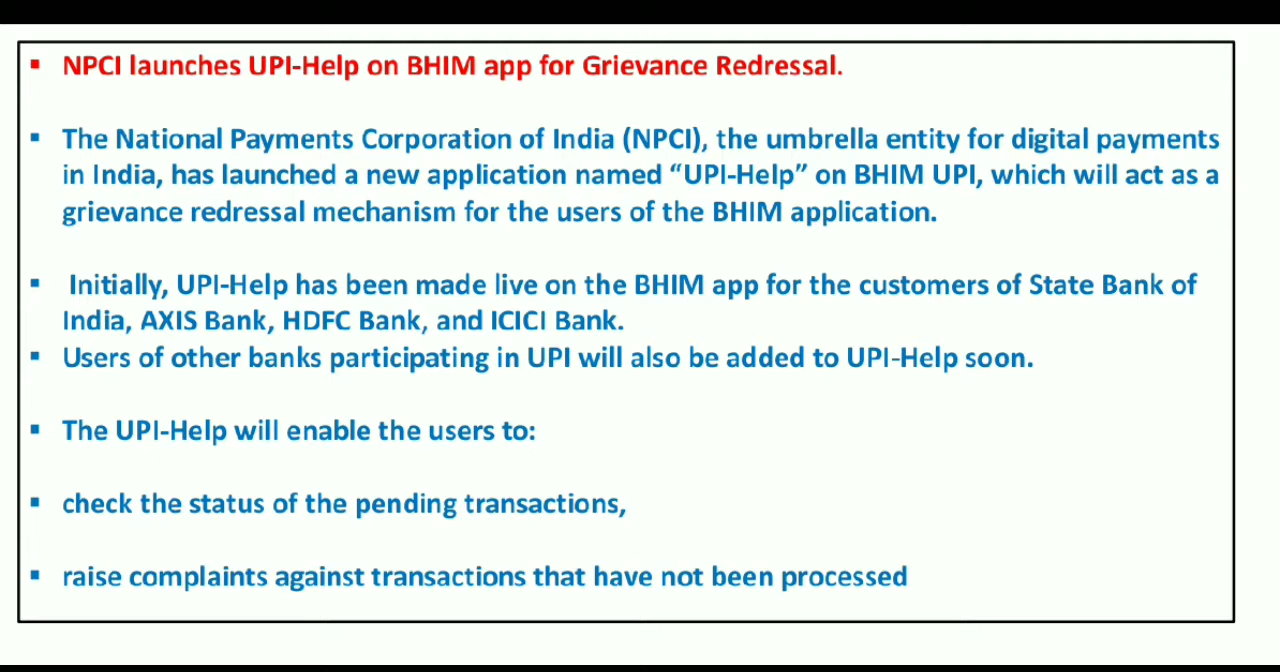 ▪ NPCI launches UPI-Help on BHIM app for Grievance Redressal.
▪ The National Payments Corporation of India (NPCI), the umbrella entity for digital payments
in India, has launched a new application named “UPI-Help” on BHIM UPI, which will act as a
grievance redressal mechanism for the users of the BHIM application.
▪ Initially, UPI-Help has been made live on the BHIM app for the customers of State Bank of
India, AXIS Bank, HDFC Bank, and ICICI Bank.
▪ Users of other banks participating in UPI will also be added to UPI-Help soon.
▪ The UPI-Help will enable the users to:
▪ check the status of the pending transactions,
▪ raise complaints against transactions that have not been processed